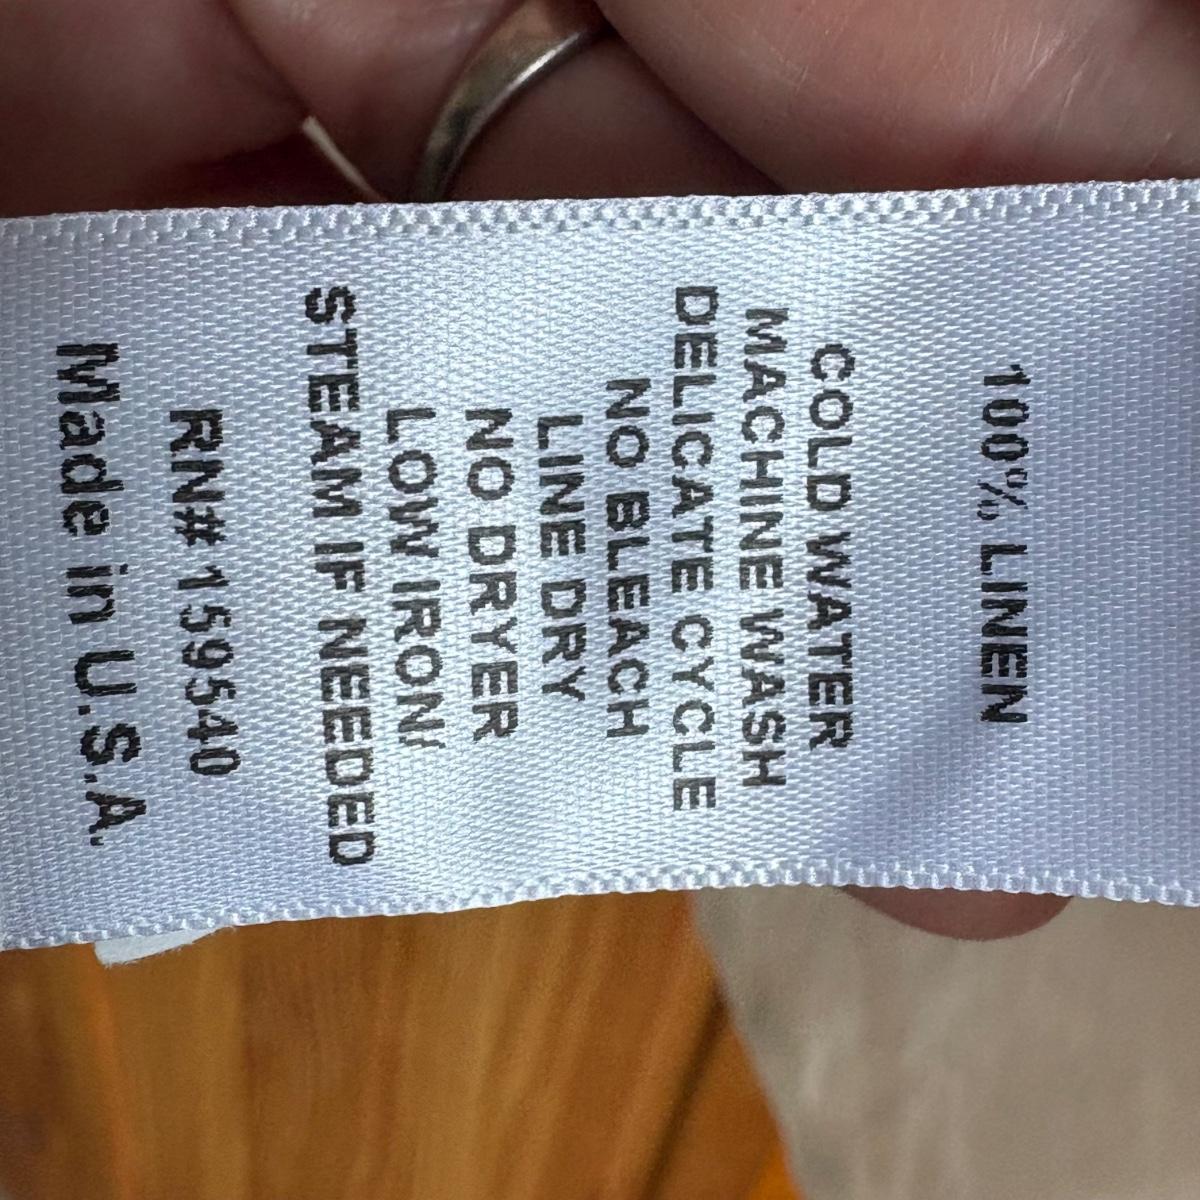 100% LINEN
COLD WATER
MACHINE WASH
DELICATE CYCLE
NO BLEACH
LINE DRY
NO DRYER
LOW IRON/
STEAM IF NEEDED
RN# 159540
Made in U.S.A.